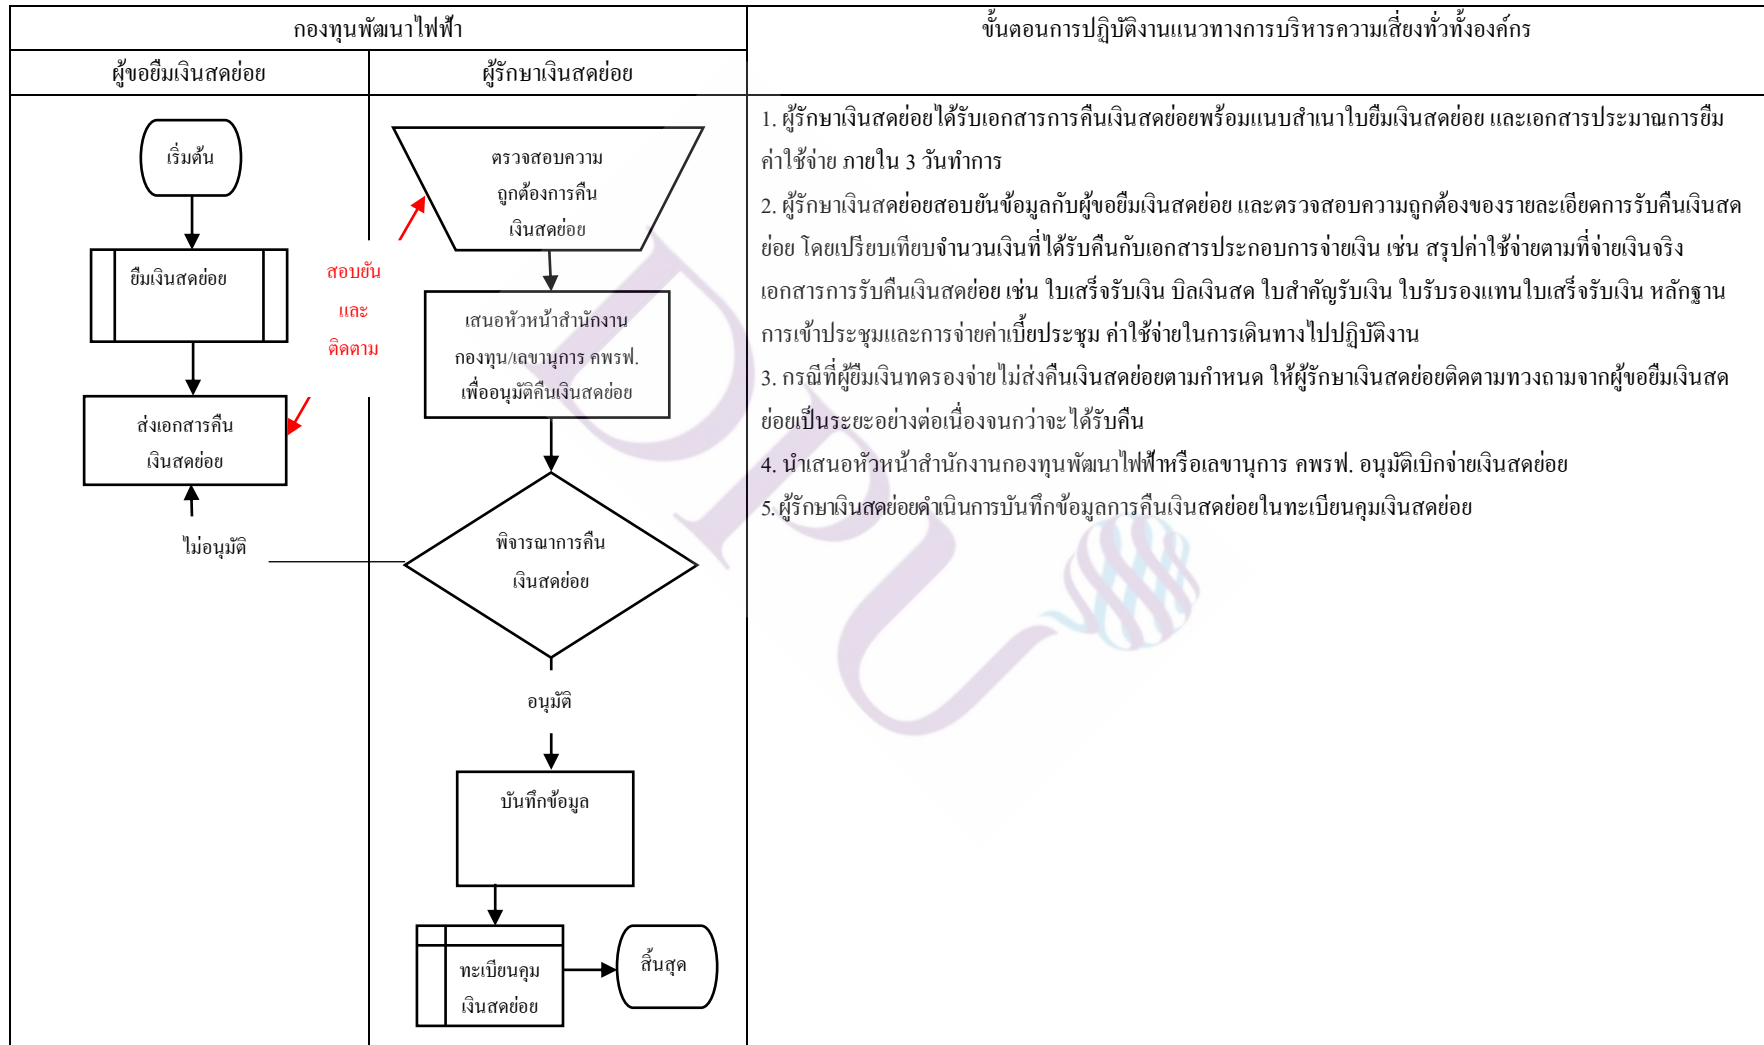 กองทุนพัฒนาไฟฟ้า
ขั้นตอนการปฏิบัติงานแนวทางการบริหารความเสี่ยงทั่วทั้งองค์กร
ผู้ขอยืมเงินสดย่อย
ผู้รักษาเงินสดย่อย
เริ่มต้น
ยืมเงินสดย่อย
ส่งเอกสารคืน
เงินสดย่อย
ไม่อนุมัติ
สอบยัน
และ
ติดตาม
ตรวจสอบความ
ถูกต้องการคืน
เงินสดย่อย
เสนอหัวหน้าสำนักงาน
กองทุน/เลขานุการ คพรฟ.
เพื่ออนุมัติคืนเงินสดย่อย
พิจารณาการคืน
เงินสดย่อย
อนุมัติ
บันทึกข้อมูล
ทะเบียนคุม
เงินสดย่อย
สิ้นสุด
1. ผู้รักษาเงินสดย่อยได้รับเอกสารการคืนเงินสดย่อยพร้อมแนบสำเนาใบยืมเงินสดย่อย และเอกสารประมาณการยืม
ค่าใช้จ่าย ภายใน 3 วันทำการ
2. ผู้รักษาเงินสดย่อยสอบยันข้อมูลกับผู้ขอยืมเงินสดย่อย และตรวจสอบความถูกต้องของรายละเอียดการรับคืนเงินสด
ย่อย โดยเปรียบเทียบจำนวนเงินที่ได้รับคืนกับเอกสารประกอบการจ่ายเงิน เช่น สรุปค่าใช้จ่ายตามที่จ่ายเงินจริง
เอกสารการรับคืนเงินสดย่อย เช่น ใบเสร็จรับเงิน บิลเงินสด ใบสำคัญรับเงิน ใบรับรองแทนใบเสร็จรับเงิน หลักฐาน
การเข้าประชุมและการจ่ายค่าเบี้ยประชุม ค่าใช้จ่ายในการเดินทางไปปฏิบัติงาน
3. กรณีที่ผู้ยืมเงินทดรองจ่ายไม่ส่งคืนเงินสดย่อยตามกำหนด ให้ผู้รักษาเงินสดย่อยติดตามทวงถามจากผู้ขอยืมเงินสด
ย่อยเป็นระยะอย่างต่อเนื่องจนกว่าจะได้รับคืน
4. นำเสนอหัวหน้าสำนักงานกองทุนพัฒนาไฟฟ้าหรือเลขานุการ คพรฟ. อนุมัติเบิกจ่ายเงินสดย่อย
5. ผู้รักษาเงินสดย่อยดำเนินการบันทึกข้อมูลการคืนเงินสดย่อยในทะเบียนคุมเงินสดย่อย
DPU